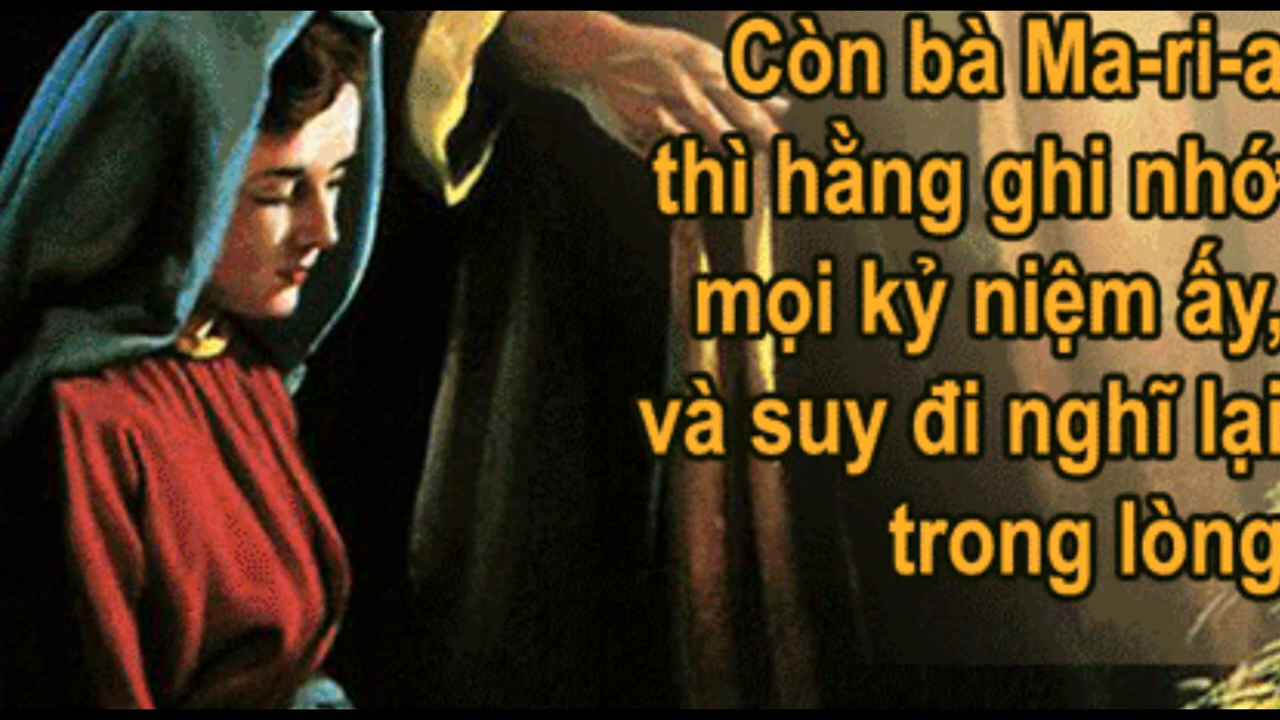 Còn bà Ma-ri-a
thì hằng ghi nhớ
mọi kỷ niệm ấy,
và suy đi nghĩ lại
trong lòng